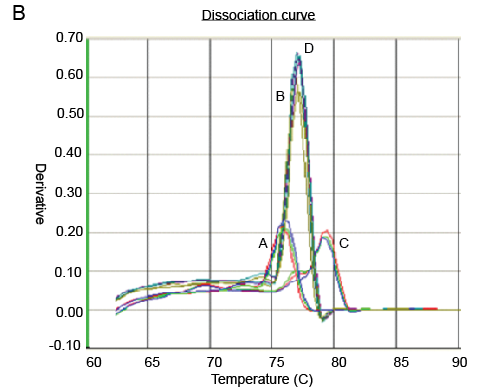 B
Dissociation curve
0.70
0.60
0.50
0.40
0.30
0.20
0.10
0.00
-0.10
Derivative
D
B
A
C
60 65 70 75 80 85 90
Temperature (C)